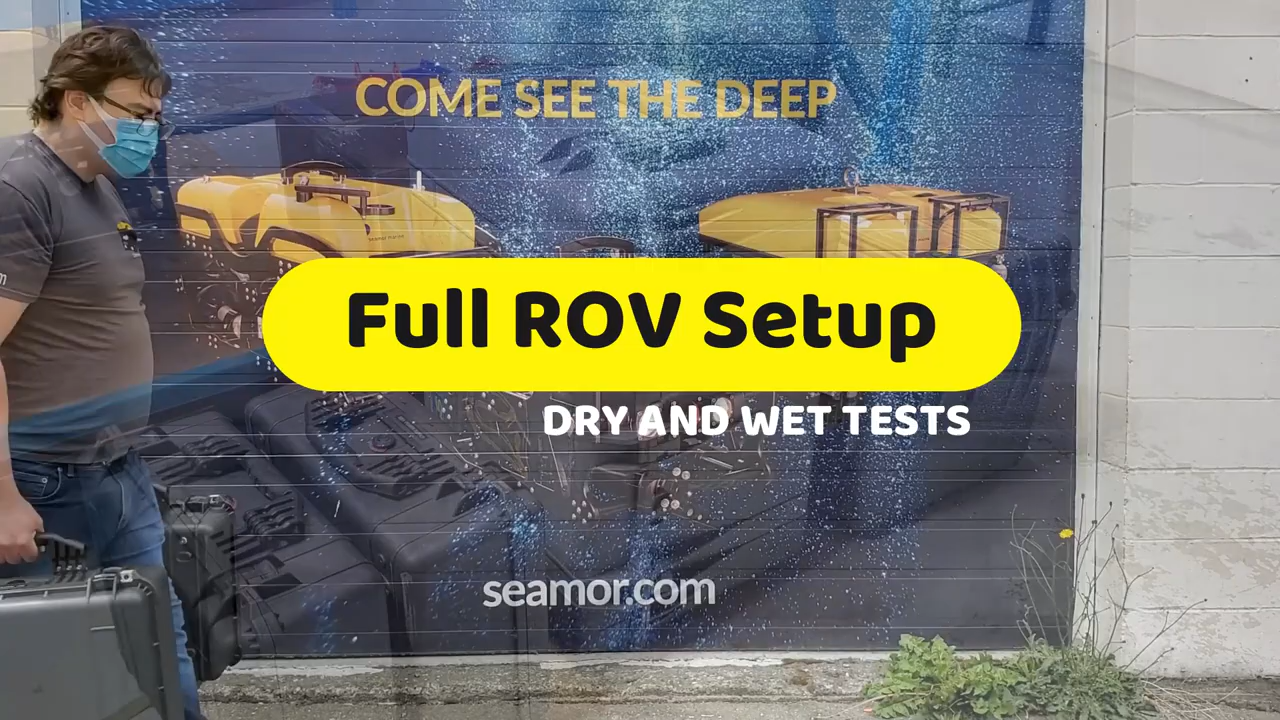 COME SEE THE DEEP
Full ROV Setup
DRY AND WET TESTS
seamor.com